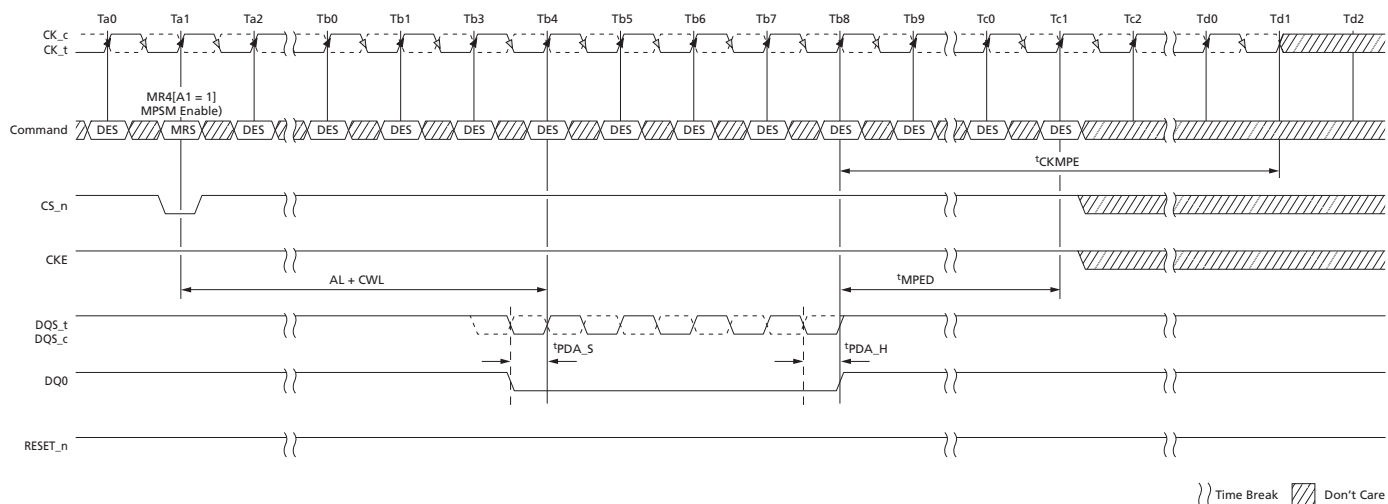 Ta0 Ta1 Ta2 Tb0 Tb1 Tb3 Tb4 Tb5 Tb6 Tb7 Tb8 Tb9 Tc0 Tc1 Tc2 Td0 Td1 Td2
CK_c
CK_t
MR4[A1 = 1]
MPSM Enable)
Command DES MRS DES DES DES DES DES DES DES DES DES DES DES DES
tCKMPE
CS_n
CKE
AL + CWL tMPED
DQS_t
DQS_c
tPDA_S tPDA_H
DQ0
RESET_n
Time Break Don't Care